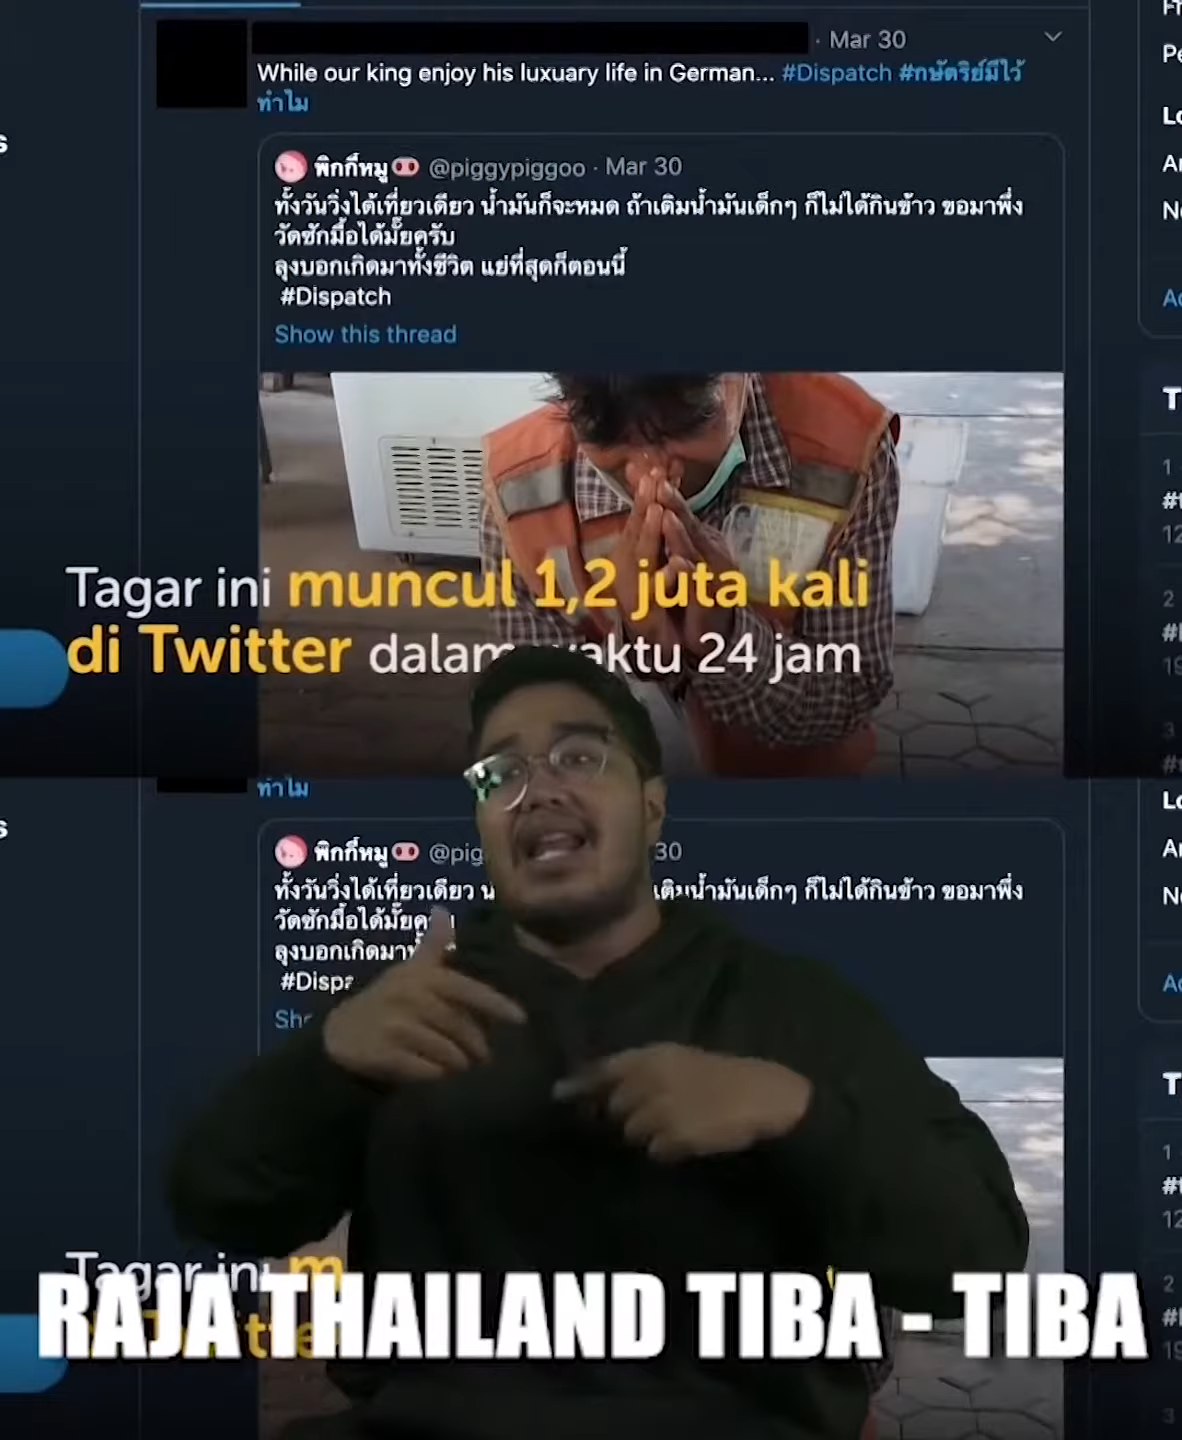 · Mar 30
While our king enjoy his luxuary life in German... #Dispatch #กษัตริย์มีไว้
ทำไม
พิกกี้หมู @piggypiggoo · Mar 30
ทั้งวันวิ่งได้เที่ยวเดียว น้ำมันก็จะหมด ถ้าเติมน้ำมันเด็กๆ ก็ไม่ได้กินข้าว ขอมาพึ่ง
วัดซักมื้อได้มั๊ยครับ
ลุงบอกเกิดมาทั้งชีวิต แย่ที่สุดก็ตอนนี้
#Dispatch
Show this thread
Tagar ini muncul 1,2 juta kali
di Twitter dalam waktu 24 jam
ทำไม
พิกกี้หมู @pig 30
ทั้งวันวิ่งได้เที่ยวเดียว เติมน้ำมันเด็กๆ ก็ไม่ได้กินข้าว ขอมาพึ่ง
วัดซักมื้อได้มั๊ยค
ลุงบอกเกิดมา
#Dispa
Sh
Tagar ini m
RAJA THAILAND TIBA - TIBA